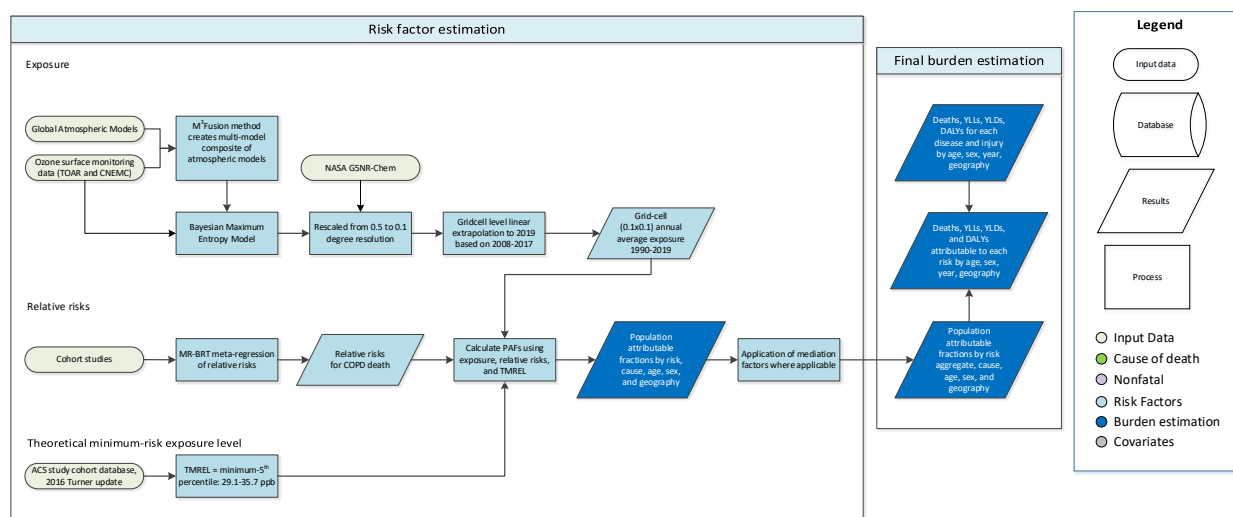 Risk factor estimation
Exposure
Global Atmospheric Models
Ozone surface monitoring
data (TOAR and CNEMC)
M³Fusion method
creates multi-model
composite of
atmospheric models
NASA G5NR-Chem
Bayesian Maximum
Entropy Model
Rescaled from 0.5 to 0.1
degree resolution
Gridcell level linear
extrapolation to 2019
based on 2008-2017
Grid-cell
(0.1x0.1) annual
average exposure
1990-2019
Relative risks
Cohort studies
MR-BRT meta-regression
of relative risks
Relative risks
for COPD death
Calculate PAFs using
exposure, relative risks,
and TMREL
Population
attributable
fractions by risk,
cause, age, sex,
and geography
Application of mediation
factors where applicable
Theoretical minimum-risk exposure level
ACS study cohort database,
2016 Turner update
TMREL = minimum-5th
percentile: 29.1-35.7 ppb
Final burden estimation
Deaths, YLLs, YLDs,
DALYs for each
disease and injury
by age, sex, year,
geography
Deaths, YLLs, YLDs,
and DALYs
attributable to each
risk by age, sex,
year, geography
Population
attributable
fractions by risk
aggregate, cause,
age, sex, and
geography
Legend
Input data
Database
Results
Process
Input Data
Cause of death
Nonfatal
Risk Factors
Burden estimation
Covariates